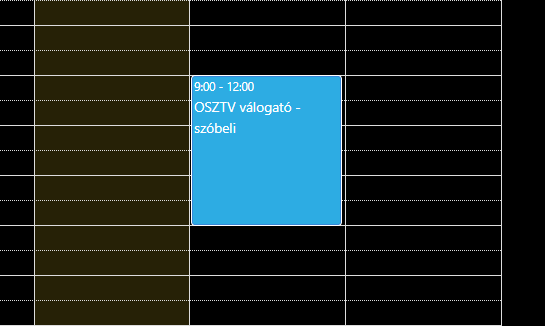 9:00 - 12:00
OSZTV válogató -
szóbeli